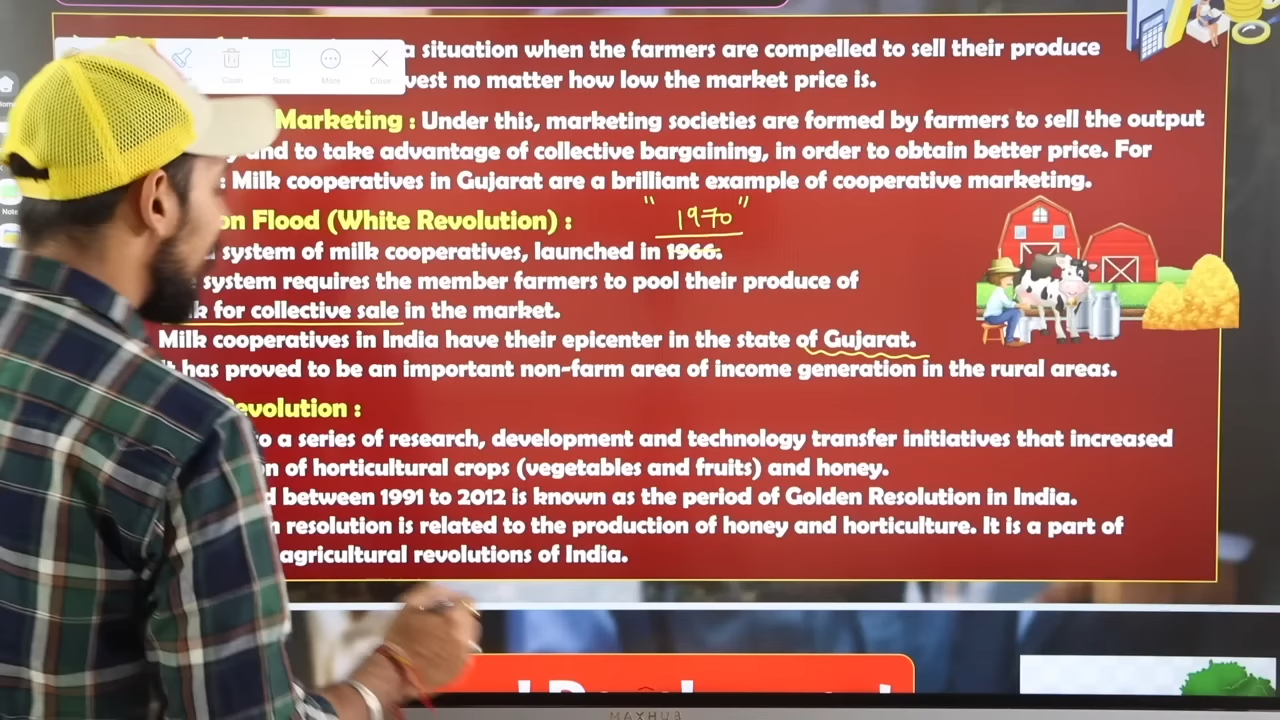 a situation when the farmers are compelled to sell their produce
no matter how low the market price is.
Clean Save More Close
Marketing : Under this, marketing societies are formed by farmers to sell the output
and to take advantage of collective bargaining, in order to obtain better price. For
: Milk cooperatives in Gujarat are a brilliant example of cooperative marketing.
Flood (White Revolution) :
"1970"
system of milk cooperatives, launched in 1966.
system requires the member farmers to pool their produce of
for collective sale in the market.
Milk cooperatives in India have their epicenter in the state of Gujarat.
has proved to be an important non-farm area of income generation in the rural areas.
Revolution :
to a series of research, development and technology transfer initiatives that increased
of horticultural crops (vegetables and fruits) and honey.
between 1991 to 2012 is known as the period of Golden Resolution in India.
resolution is related to the production of honey and horticulture. It is a part of
agricultural revolutions of India.
Note
MAXHUB